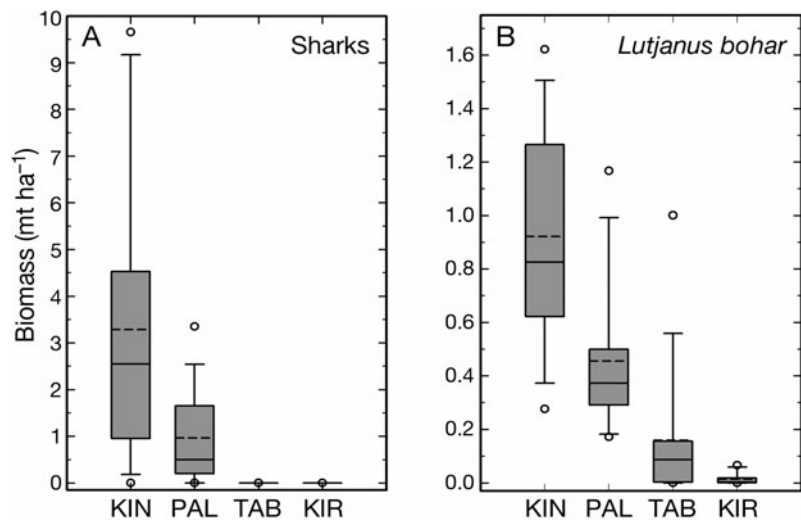 A
Sharks
Biomass (mt ha⁻¹)
10
9
8
7
6
5
4
3
2
1
0
KIN PAL TAB KIR
B
Lutjanus bohar
1.6
1.4
1.2
1.0
0.8
0.6
0.4
0.2
0.0
KIN PAL TAB KIR